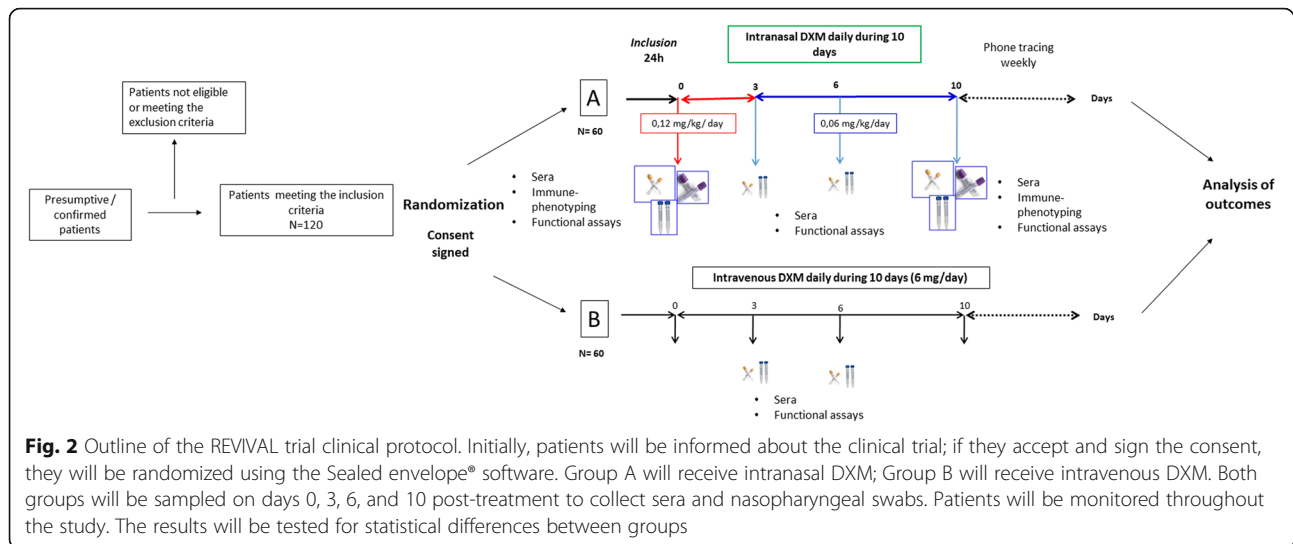 Patients not eligible
or meeting the
exclusion criteria
Presumptive /
confirmed
patients
Patients meeting the inclusion
criteria
N=120
Randomization
Consent
signed
Inclusion
24h
Intranasal DXM daily during 10
days
Phone tracing
weekly
A
N= 60
0
3
6
10
Days
0,12 mg/kg/ day
0,06 mg/kg/day
• Sera
• Immune-
phenotyping
• Functional assays
• Sera
• Functional assays
• Sera
• Immune-
phenotyping
• Functional assays
Analysis of
outcomes
Intravenous DXM daily during 10 days (6 mg/day)
B
N= 60
0
3
6
10
Days
• Sera
• Functional assays
Fig. 2 Outline of the REVIVAL trial clinical protocol. Initially, patients will be informed about the clinical trial; if they accept and sign the consent,
they will be randomized using the Sealed envelope® software. Group A will receive intranasal DXM; Group B will receive intravenous DXM. Both
groups will be sampled on days 0, 3, 6, and 10 post-treatment to collect sera and nasopharyngeal swabs. Patients will be monitored throughout
the study. The results will be tested for statistical differences between groups